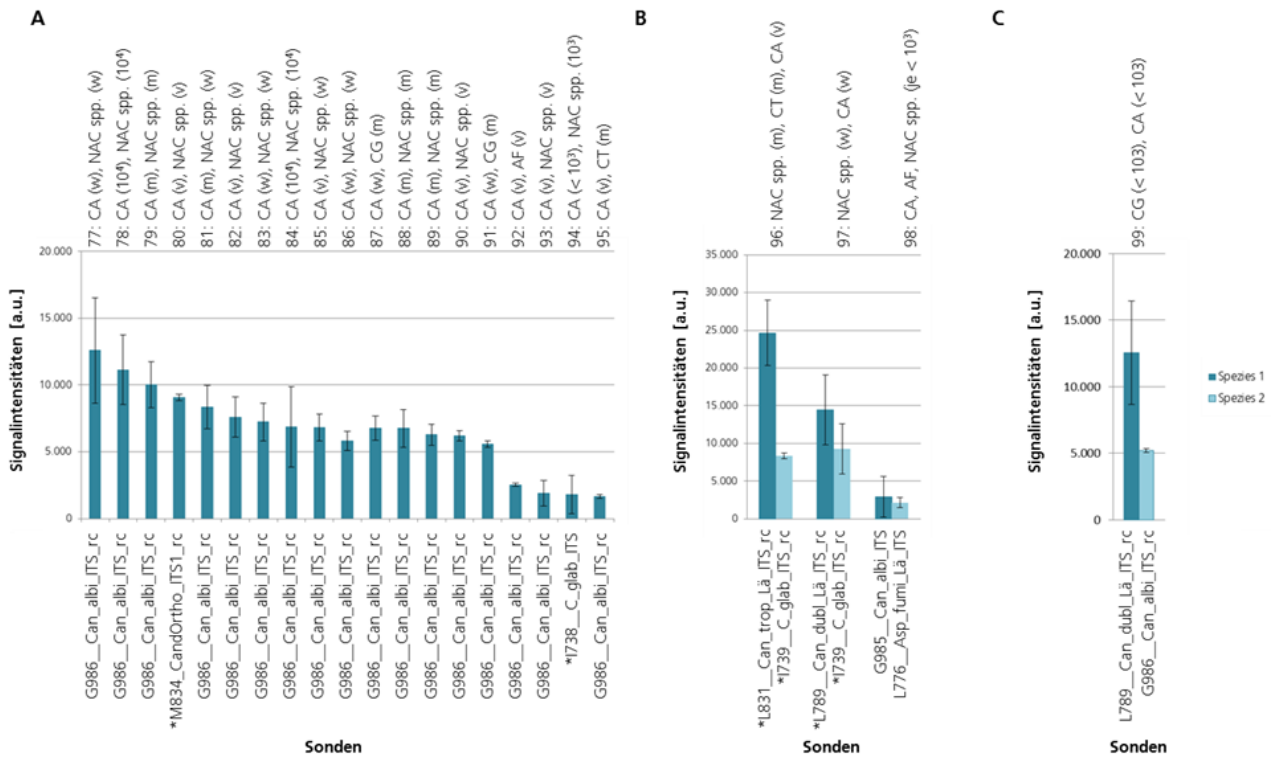 A
77: CA (w), NAC spp. (w)
78: CA (10⁴), NAC spp. (10⁴)
79: CA (m), NAC spp. (m)
80: CA (v), NAC spp. (v)
81: CA (m), NAC spp. (w)
82: CA (v), NAC spp. (v)
83: CA (w), NAC spp. (w)
84: CA (10⁴), NAC spp. (10⁴)
85: CA (v), NAC spp. (w)
86: CA (w), NAC spp. (w)
87: CA (w), CG (m)
88: CA (m), NAC spp. (m)
89: CA (m), NAC spp. (m)
90: CA (v), NAC spp. (v)
91: CA (w), CG (m)
92: CA (v), AF (v)
93: CA (v), NAC spp. (v)
94: CA (< 10³), NAC spp. (10³)
95: CA (v), CT (m)
Signalintensitäten [a.u.]
20.000
15.000
10.000
5.000
0
G986__Can_albi_ITS_rc
G986__Can_albi_ITS_rc
G986__Can_albi_ITS_rc
*M834_CandOrtho_ITS1_rc
G986__Can_albi_ITS_rc
G986__Can_albi_ITS_rc
G986__Can_albi_ITS_rc
G986__Can_albi_ITS_rc
G986__Can_albi_ITS_rc
G986__Can_albi_ITS_rc
G986__Can_albi_ITS_rc
G986__Can_albi_ITS_rc
G986__Can_albi_ITS_rc
G986__Can_albi_ITS_rc
G986__Can_albi_ITS_rc
G986__Can_albi_ITS_rc
G986__Can_albi_ITS_rc
*I738__C_glab_ITS
G986__Can_albi_ITS_rc
Sonden
B
96: NAC spp. (m), CT (m), CA (v)
97: NAC spp. (w), CA (w)
98: CA, AF, NAC spp. (je < 10³)
Signalintensitäten [a.u.]
35.000
30.000
25.000
20.000
15.000
10.000
5.000
0
*L831__Can_trop_Lä_ITS_rc
*I739__C_glab_ITS_rc
*L789__Can_dubl_Lä_ITS_rc
*I739__C_glab_ITS_rc
G985__Can_albi_ITS
L776__Asp_fumi_Lä_ITS
Sonden
C
99: CG (< 103), CA (< 103)
Signalintensitäten [a.u.]
20.000
15.000
10.000
5.000
0
L789__Can_dubl_Lä_ITS_rc
G986__Can_albi_ITS_rc
Sonden
Spezies 1
Spezies 2